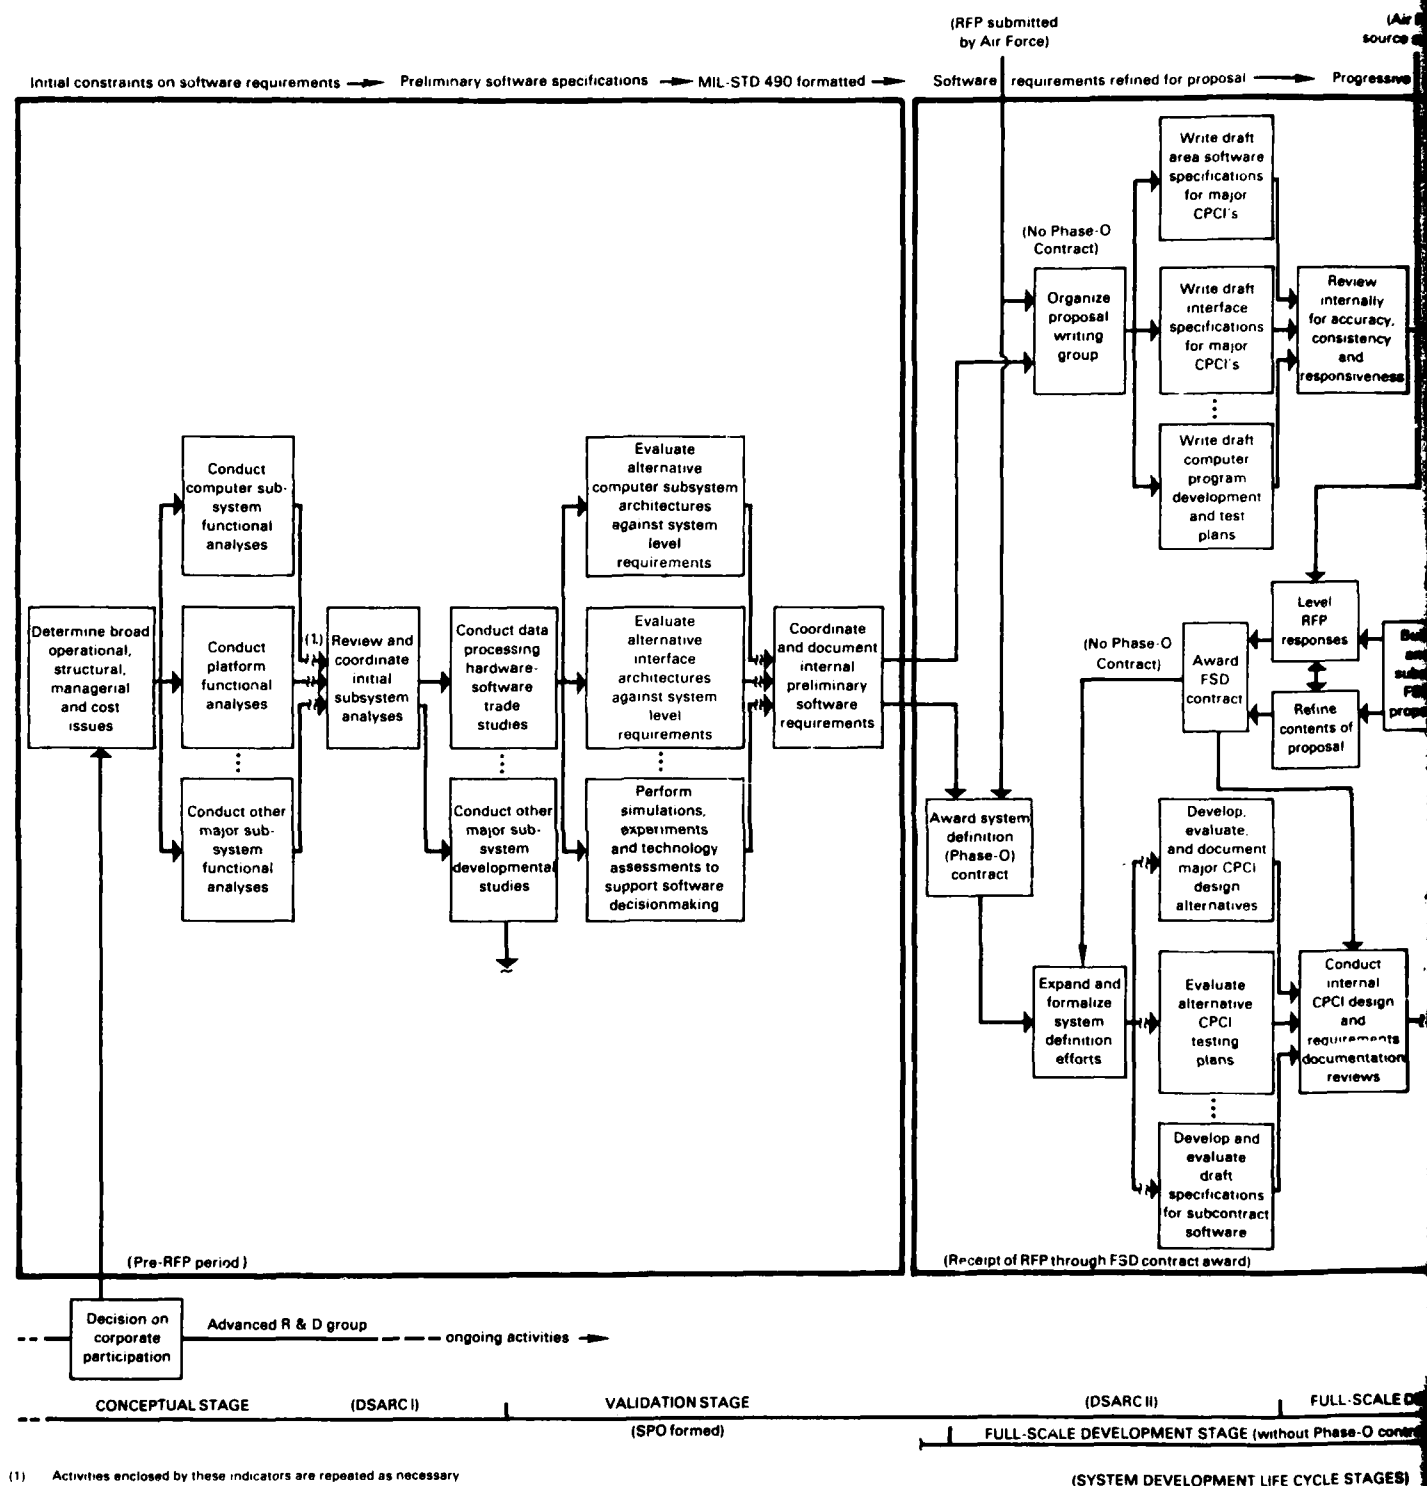 (RFP submitted
by Air Force)
(Air
source
Initial constraints on software requirements
Preliminary software specifications
MIL-STD 490 formatted
Software requirements refined for proposal
Progressive
Write draft
area software
specifications
for major
CPCI's
(No Phase-O
Contract)
Organize
proposal
writing
group
Write draft
interface
specifications
for major
CPCI's
Review
internally
for accuracy,
consistency
and
responsiveness
Write draft
computer
program
development
and test
plans
Conduct
computer sub-
system
functional
analyses
Evaluate
alternative
computer subsystem
architectures
against system
level
requirements
Determine broad
operational,
structural,
managerial
and cost
issues
Conduct
platform
functional
analyses
(1)
Review and
coordinate
initial
subsystem
analyses
Conduct data
processing
hardware-
software
trade
studies
Evaluate
alternative
interface
architectures
against system
level
requirements
Coordinate
and document
internal
preliminary
software
requirements
(No Phase-O
Contract)
Award
FSD
contract
Level
RFP
responses
Refine
contents of
proposal
Conduct other
major sub-
system
functional
analyses
Conduct other
major sub-
system
developmental
studies
Perform
simulations,
experiments
and technology
assessments to
support software
decisionmaking
Award system
definition
(Phase-O)
contract
Develop,
evaluate,
and document
major CPCI
design
alternatives
Expand and
formalize
system
definition
efforts
Evaluate
alternative
CPCI
testing
plans
Conduct
internal
CPCI design
and
requirements
documentation
reviews
Develop and
evaluate
draft
specifications
for subcontract
software
(Pre-RFP period)
(Receipt of RFP through FSD contract award)
Decision on
corporate
participation
Advanced R & D group
ongoing activities
CONCEPTUAL STAGE
(DSARC I)
VALIDATION STAGE
(DSARC II)
FULL-SCALE
(SPO formed)
FULL-SCALE DEVELOPMENT STAGE (without Phase-O
(1) Activities enclosed by these indicators are repeated as necessary
(SYSTEM DEVELOPMENT LIFE CYCLE STAGES)